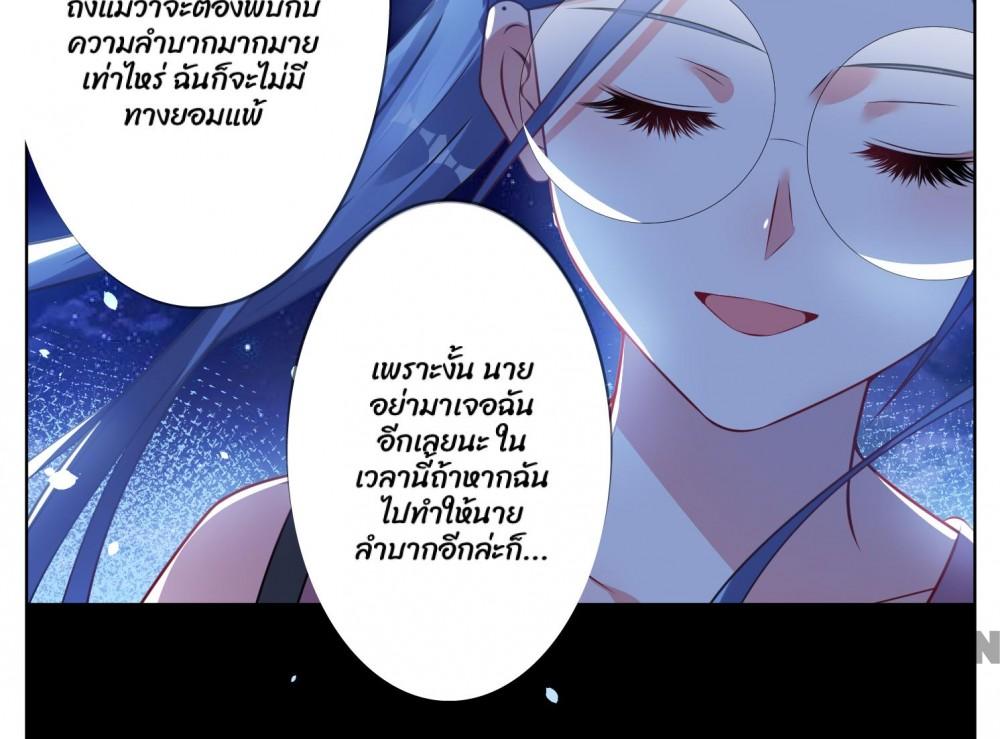 ถึงแม้ว่าจะต้องพบกับ
ความลำบากมากมาย
เท่าไหร่ ฉันก็จะไม่มี
ทางยอมแพ้
เพราะงั้น นาย
อย่ามาเจอฉัน
อีกเลยนะ ใน
เวลานี้ถ้าหากฉัน
ไปทำให้นาย
ลำบากอีกล่ะก็...
N